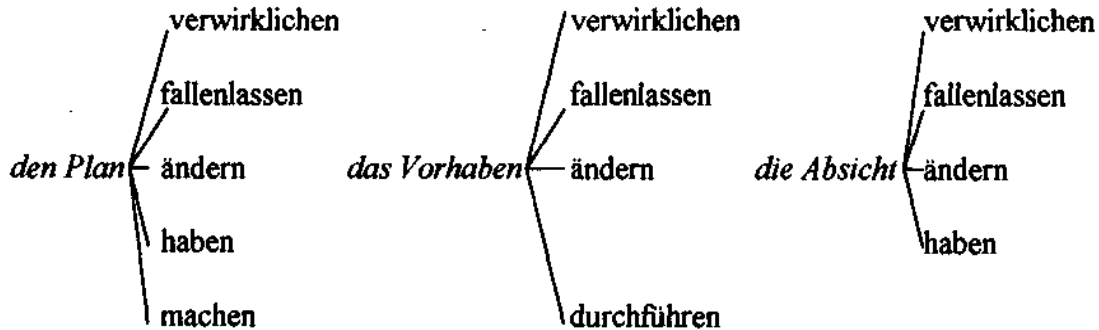 verwirklichen verwirklichen verwirklichen
fallenlassen fallenlassen fallenlassen
den Plan ändern das Vorhaben ändern die Absicht ändern
haben haben
machen durchführen